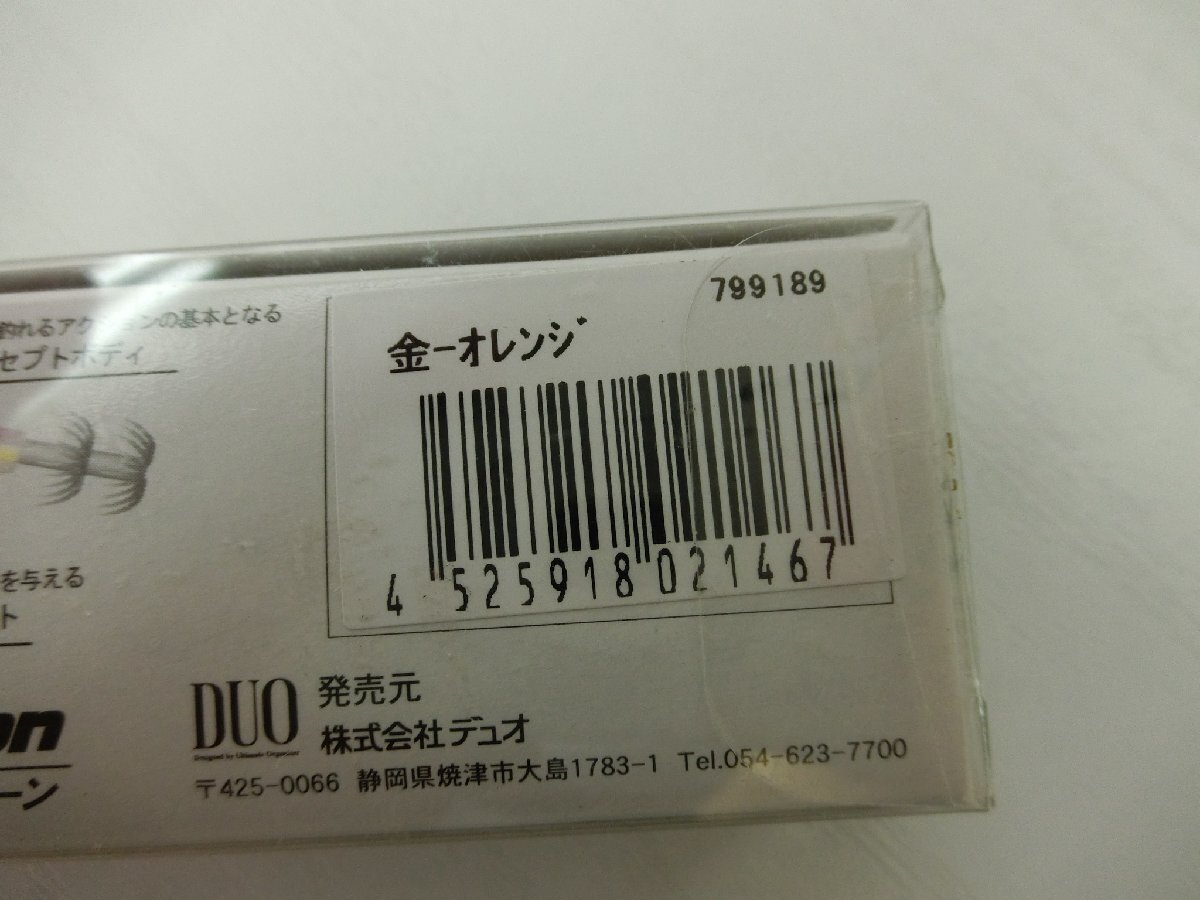 釣れるアクションの基本となる
セプトボディ
799189
金-オレンジ
4 525918 021467
を与える
ト
on
ーン
DUO
発売元
株式会社デュオ
〒425-0066 静岡県焼津市大島1783-1 Tel.054-623-7700